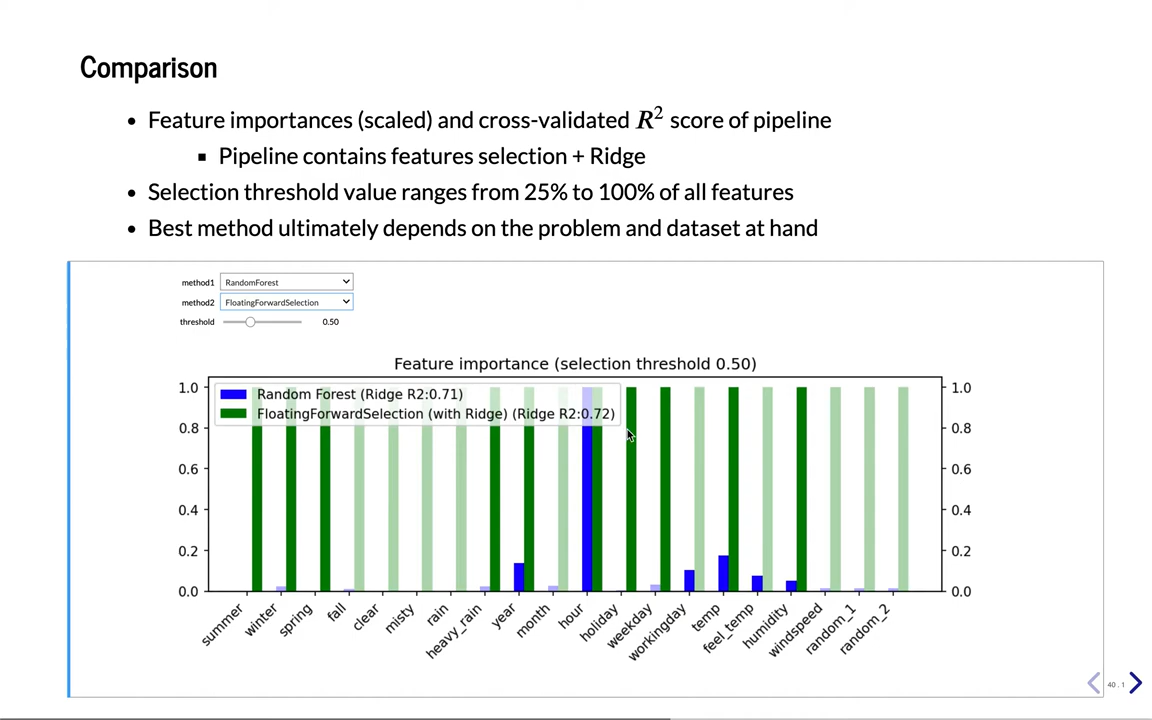 Comparison
• Feature importances (scaled) and cross-validated R² score of pipeline
▪ Pipeline contains features selection + Ridge
• Selection threshold value ranges from 25% to 100% of all features
• Best method ultimately depends on the problem and dataset at hand
method1 RandomForest
method2 FloatingForwardSelection
threshold 0.50
Feature importance (selection threshold 0.50)
Random Forest (Ridge R2:0.71)
FloatingForwardSelection (with Ridge) (Ridge R2:0.72)
1.0 1.0
0.8 0.8
0.6 0.6
0.4 0.4
0.2 0.2
0.0 0.0
summer
winter
spring
fall
clear
misty
rain
heavy_rain
year
month
hour
holiday
weekday
workingday
temp
feel_temp
humidity
windspeed
random_1
random_2
40 . 1